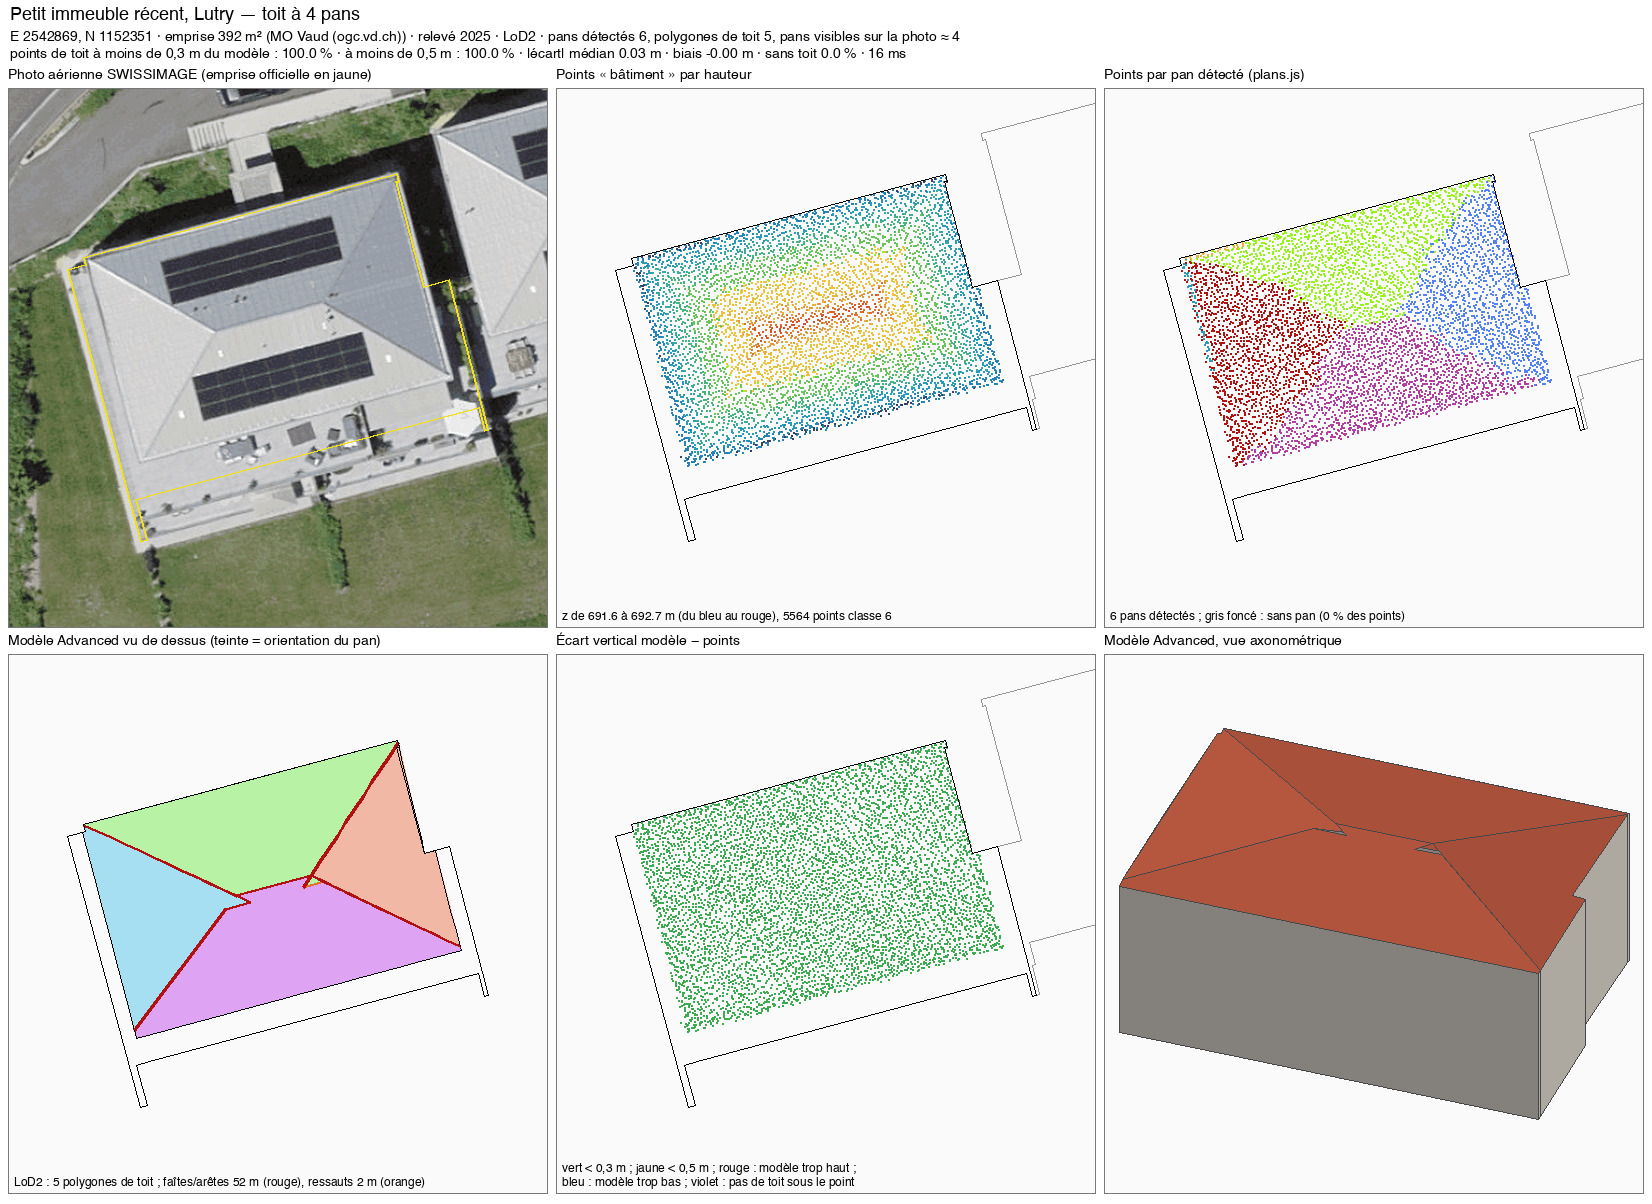 Petit immeuble récent, Lutry — toit à 4 pans
E 2542869, N 1152351 · emprise 392 m² (MO Vaud (ogc.vd.ch)) · relevé 2025 · LoD2 · pans détectés 6, polygones de toit 5, pans visibles sur la photo ≈ 4
points de toit à moins de 0,3 m du modèle : 100.0 % · à moins de 0,5 m : 100.0 % · |écart| médian 0.03 m · biais -0.00 m · sans toit 0.0 % · 16 ms
Photo aérienne SWISSIMAGE (emprise officielle en jaune)
Points « bâtiment » par hauteur
Points par pan détecté (plans.js)
z de 691.6 à 692.7 m (du bleu au rouge), 5564 points classe 6
6 pans détectés ; gris foncé : sans pan (0 % des points)
Modèle Advanced vu de dessus (teinte = orientation du pan)
Écart vertical modèle – points
Modèle Advanced, vue axonométrique
LoD2 : 5 polygones de toit ; faîtes/arêtes 52 m (rouge), ressauts 2 m (orange)
vert < 0,3 m ; jaune < 0,5 m ; rouge : modèle trop haut ;
bleu : modèle trop bas ; violet : pas de toit sous le point